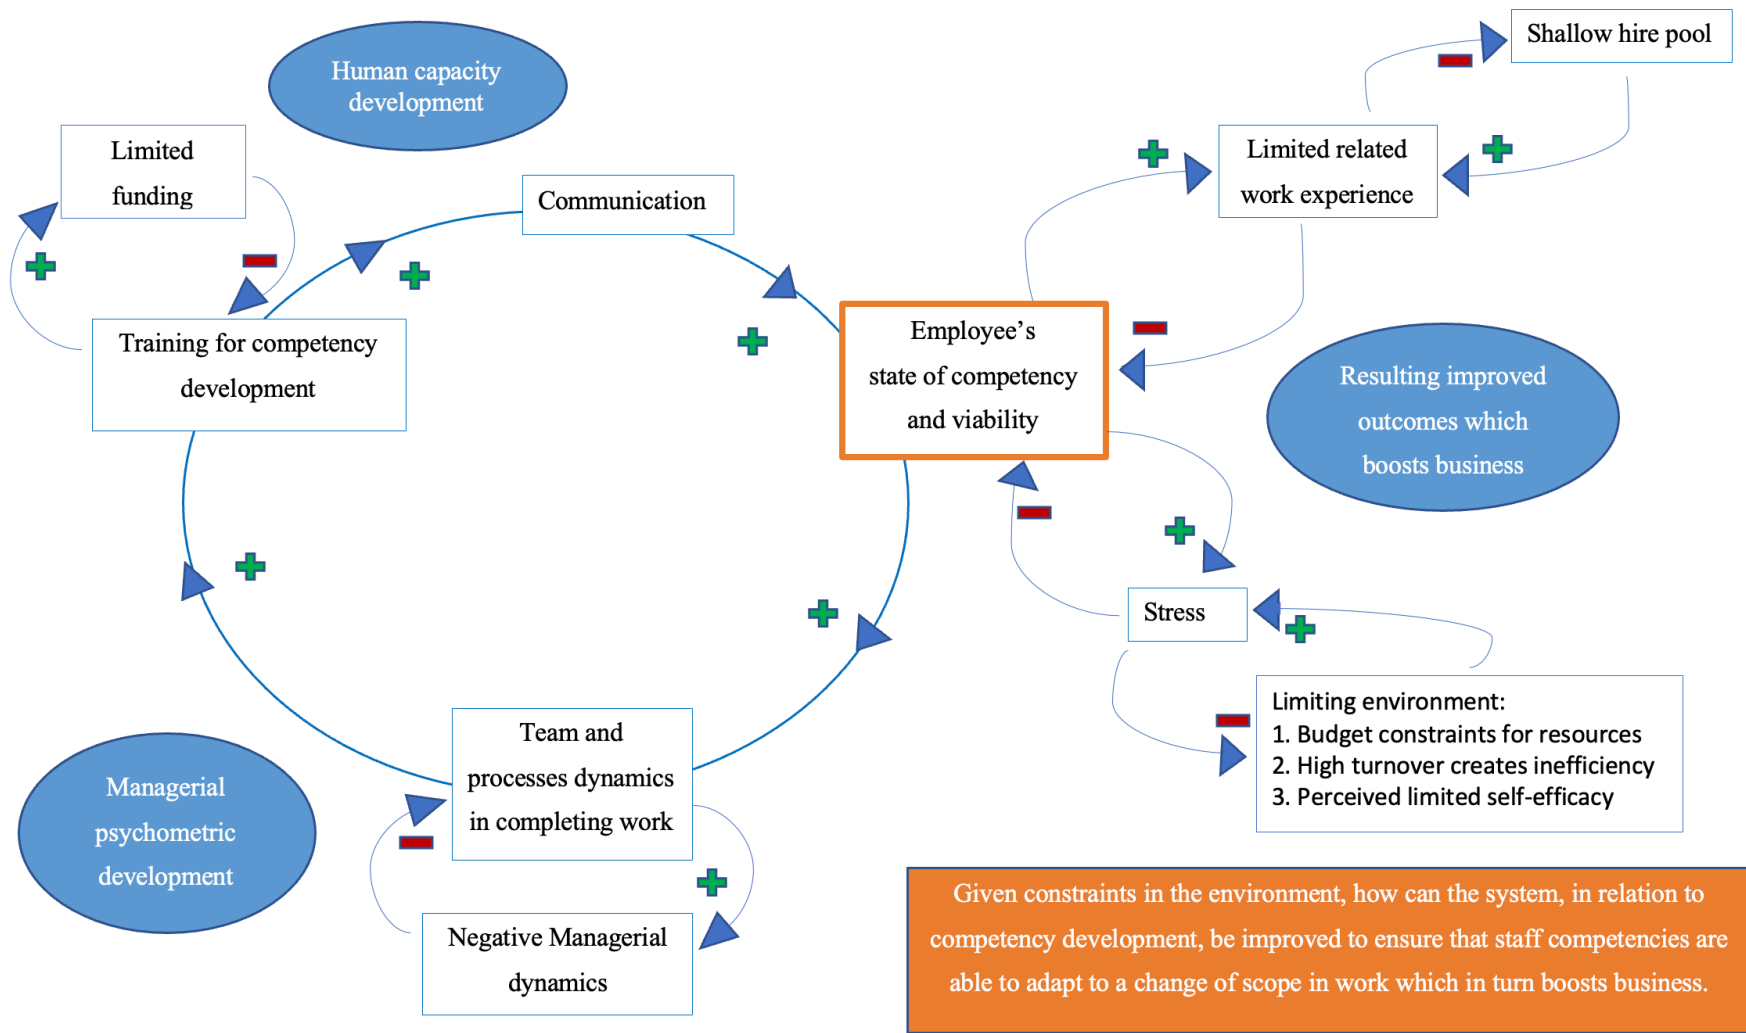 Human capacity
development
Shallow hire pool
Limited
funding
Communication
Limited related
work experience
Training for competency
development
Employee’s
state of competency
and viability
Resulting improved
outcomes which
boosts business
Stress
Limiting environment:
1. Budget constraints for resources
2. High turnover creates inefficiency
3. Perceived limited self-efficacy
Team and
processes dynamics
in completing work
Managerial
psychometric
development
Negative Managerial
dynamics
Given constraints in the environment, how can the system, in relation to
competency development, be improved to ensure that staff competencies are
able to adapt to a change of scope in work which in turn boosts business.